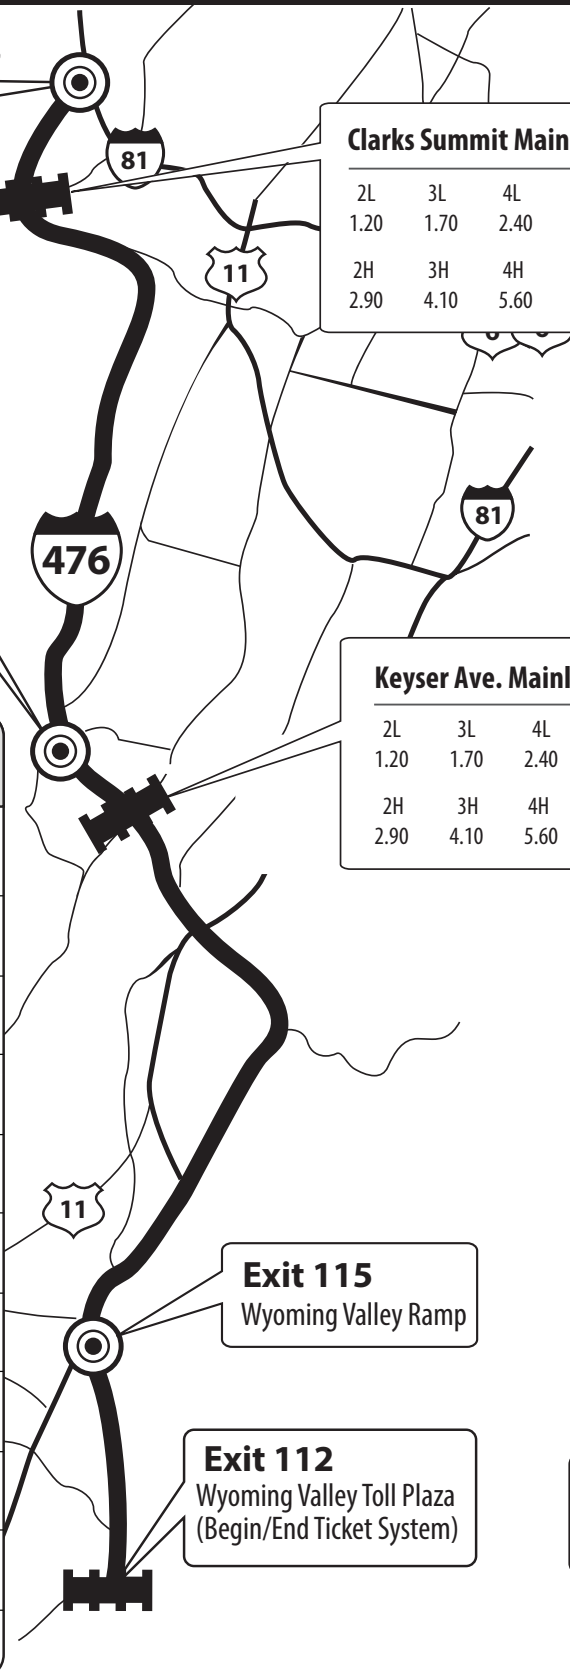 81
Clarks Summit Main
2L 3L 4L
1.20 1.70 2.40
2H 3H 4H
2.90 4.10 5.60
11
81
476
Keyser Ave. Mainl
2L 3L 4L
1.20 1.70 2.40
2H 3H 4H
2.90 4.10 5.60
11
Exit 115
Wyoming Valley Ramp
Exit 112
Wyoming Valley Toll Plaza
(Begin/End Ticket System)